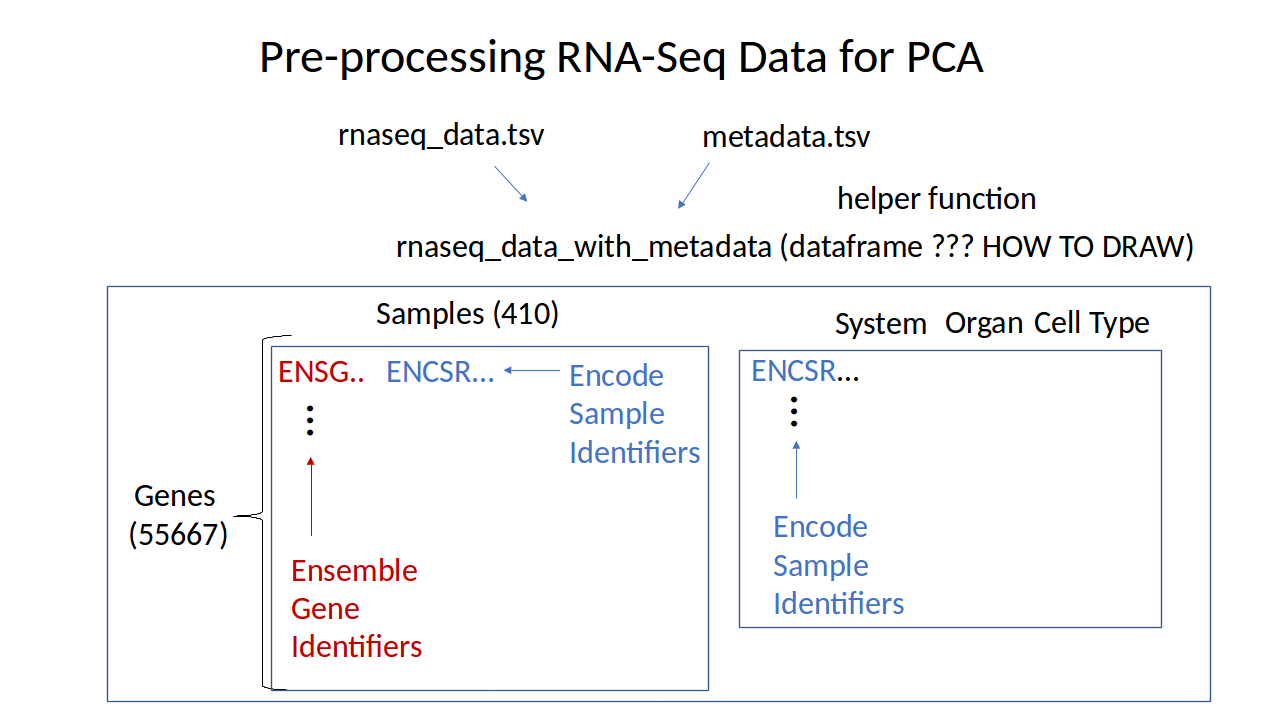 Pre-processing RNA-Seq Data for PCA
rnaseq_data.tsv
metadata.tsv
helper function
rnaseq_data_with_metadata (dataframe ??? HOW TO DRAW)
Samples (410)
System Organ Cell Type
ENSG.. ENCSR...
Encode
Sample
Identifiers
ENCSR...
Genes
(55667)
Ensemble
Gene
Identifiers
Encode
Sample
Identifiers